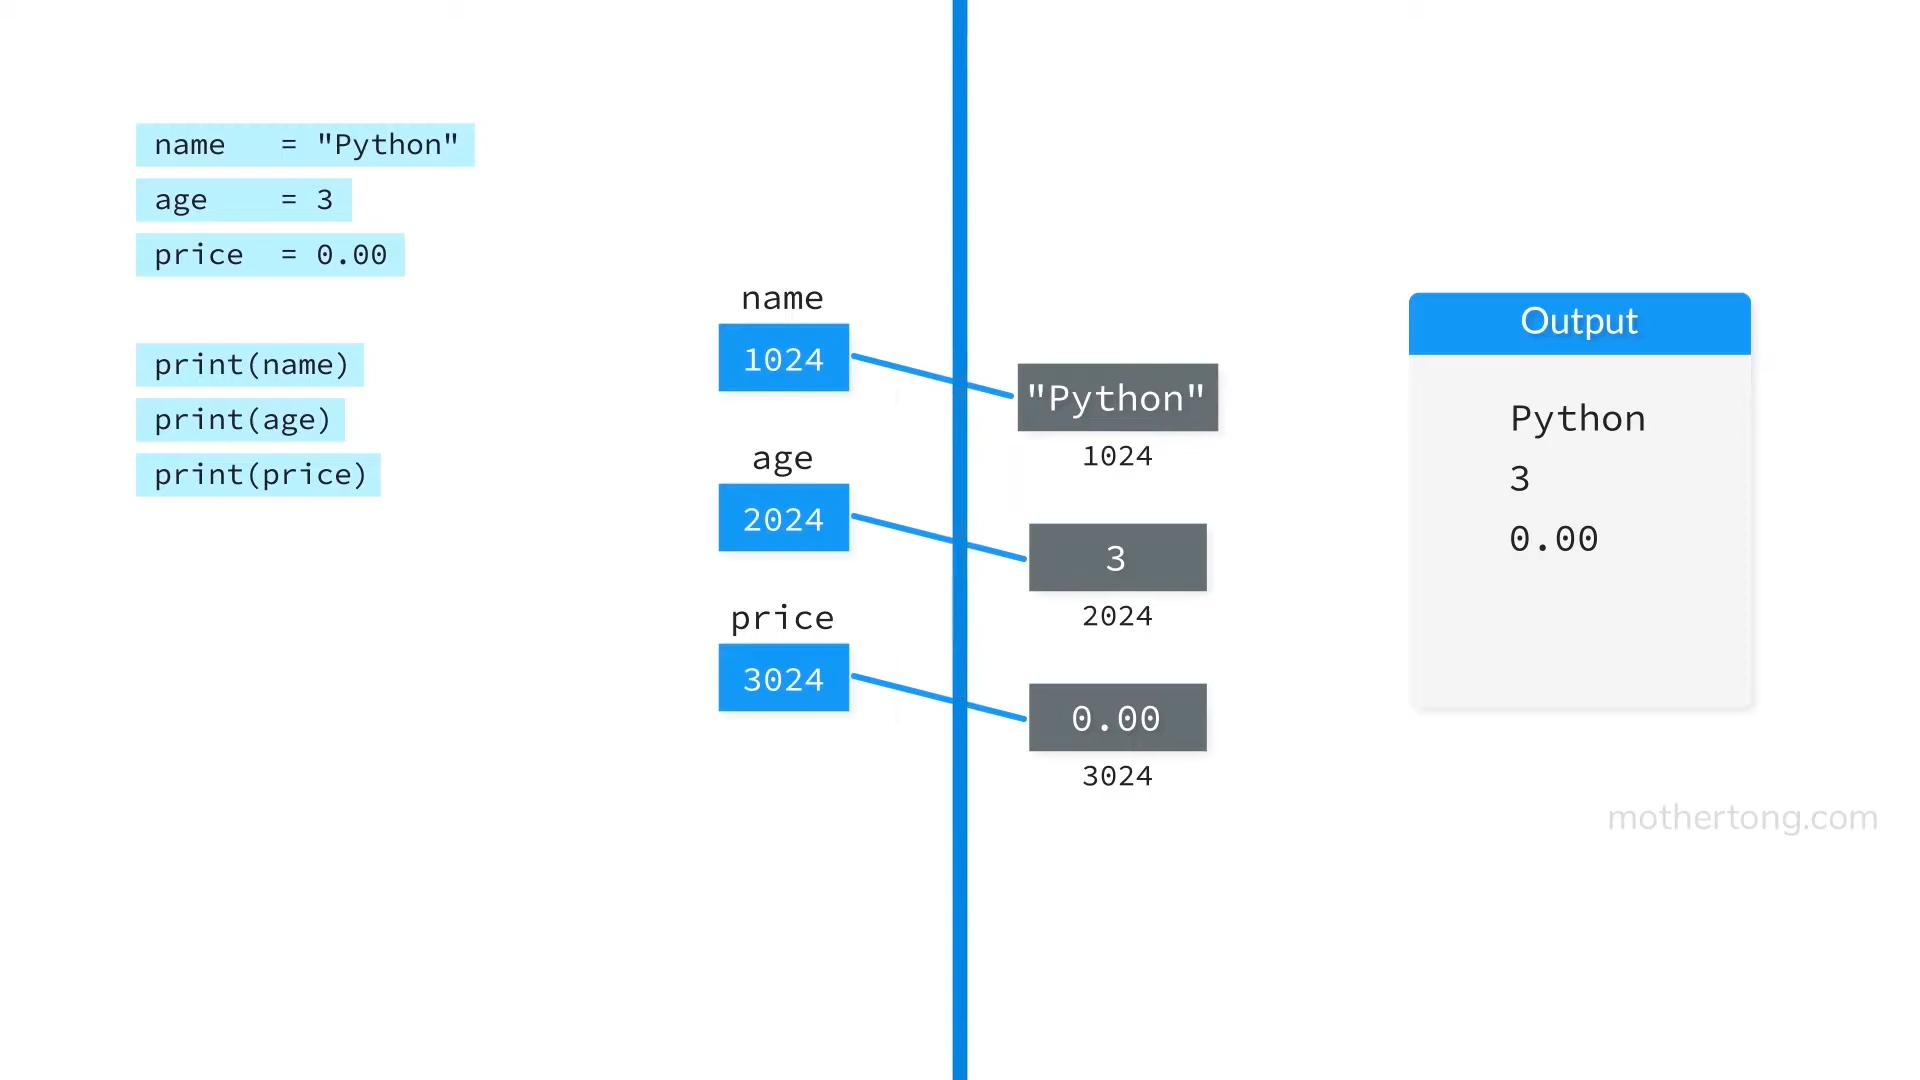 name   = "Python"
age    = 3
price  = 0.00
print(name)
print(age)
print(price)
name
1024
age
2024
price
3024
"Python"
1024
3
2024
0.00
3024
Output
Python
3
0.00
mothertong.com